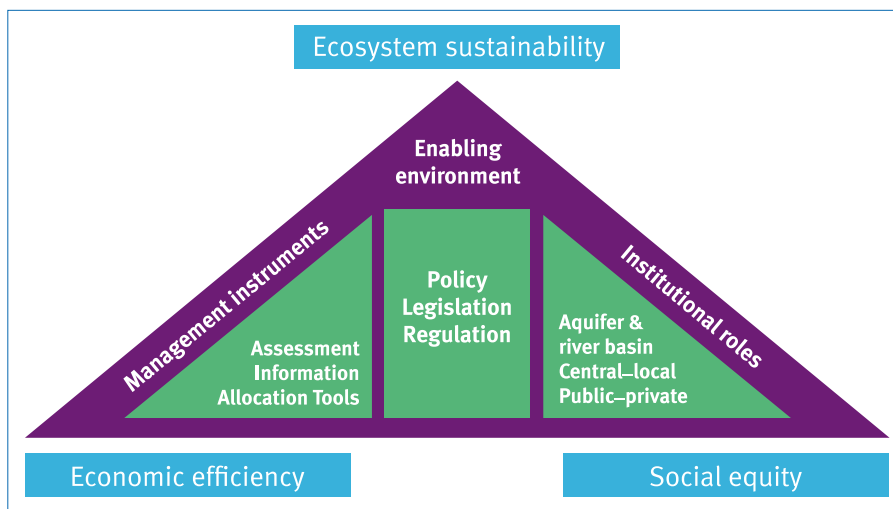 Ecosystem sustainability
Enabling
environment
Management instruments
Institutional roles
Policy
Legislation
Regulation
Assessment
Information
Allocation Tools
Aquifer &
river basin
Central–local
Public–private
Economic efficiency
Social equity